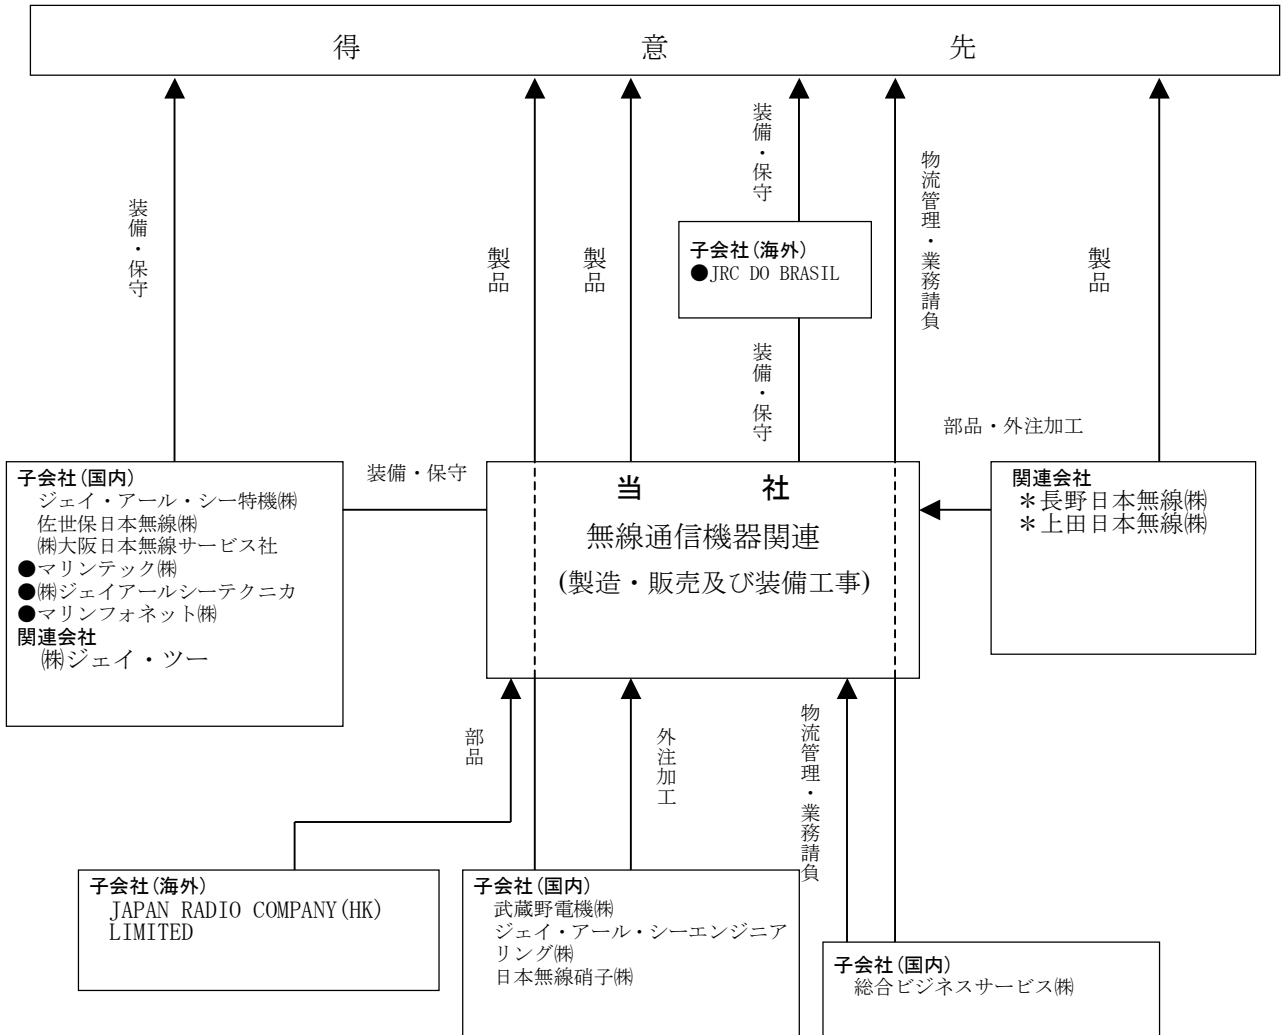 得意先
装備・保守
製品
製品
装備・保守
物流管理・業務請負
製品
子会社(海外)
●JRC DO BRASIL
装備・保守
部品・外注加工
子会社(国内)
ジェイ・アール・シー特機㈱
佐世保日本無線㈱
㈱大阪日本無線サービス社
●マリンテック㈱
●㈱ジェイアールシーテクニカ
●マリンフォネット㈱
関連会社
㈱ジェイ・ツー
装備・保守
当社
無線通信機器関連
(製造・販売及び装備工事)
関連会社
＊長野日本無線㈱
＊上田日本無線㈱
部品
外注加工
物流管理・業務請負
子会社(海外)
JAPAN RADIO COMPANY(HK)
LIMITED
子会社(国内)
武蔵野電機㈱
ジェイ・アール・シーエンジニア
リング㈱
日本無線硝子㈱
子会社(国内)
総合ビジネスサービス㈱